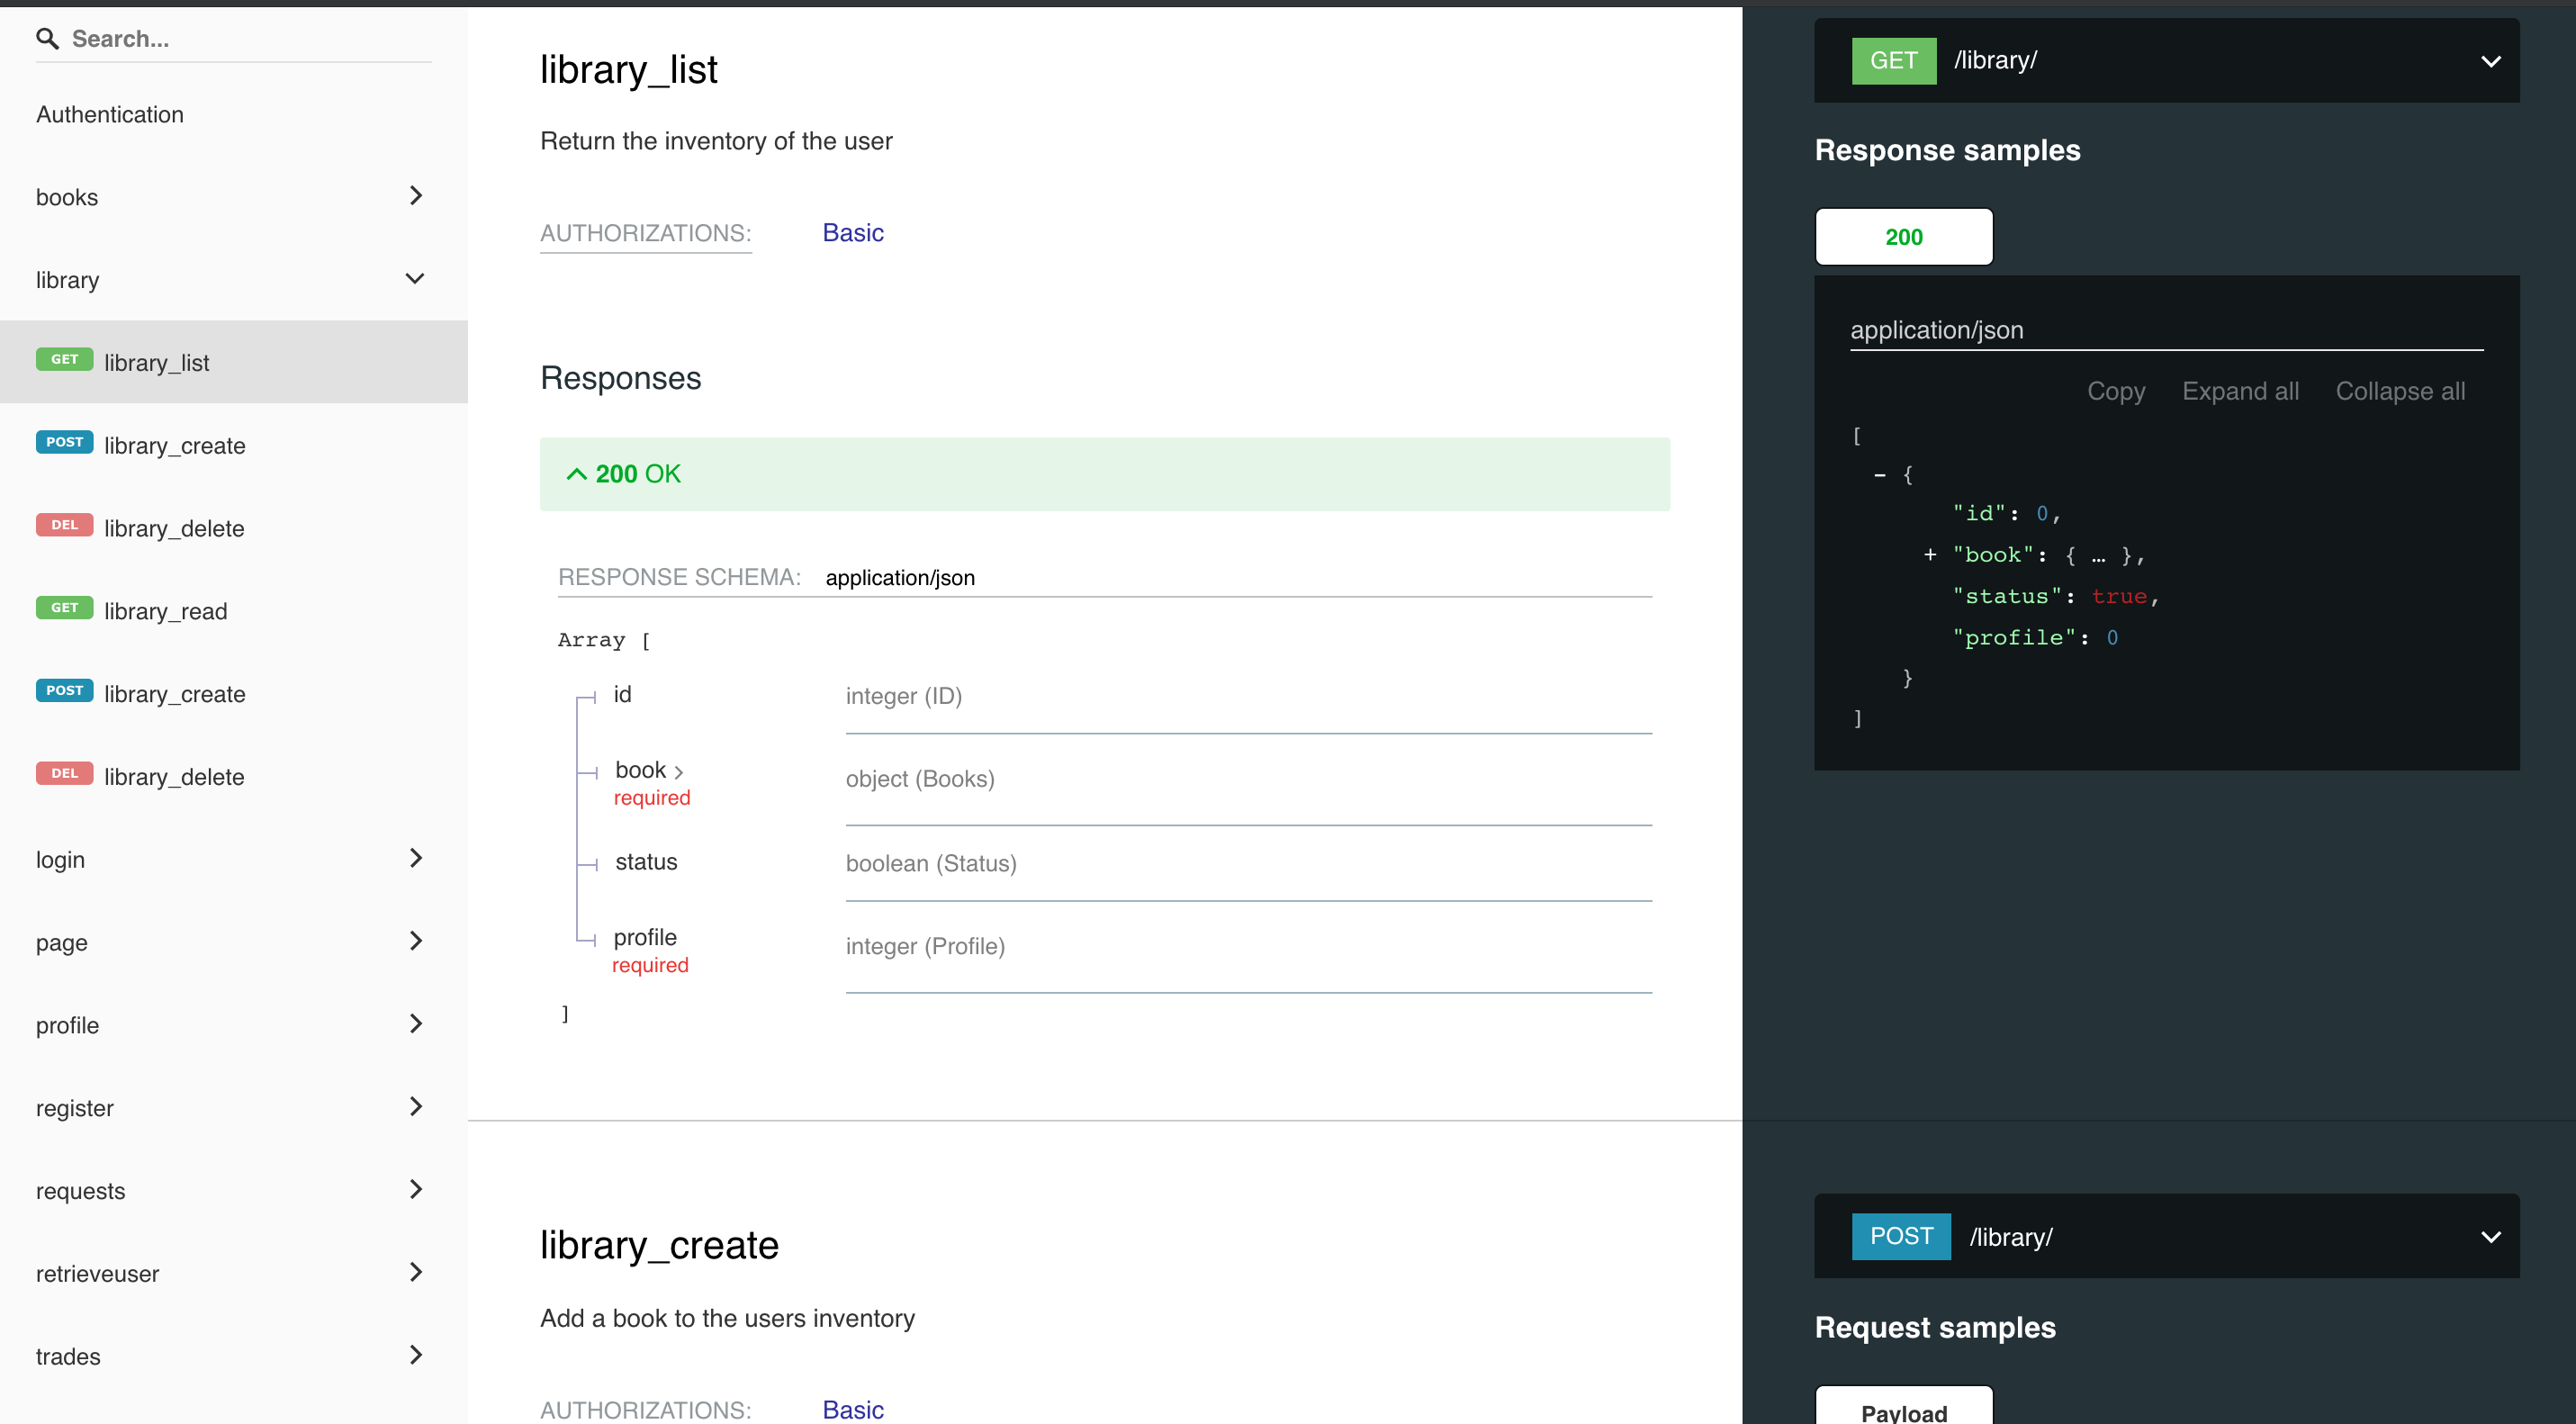 Search...
Authentication
books
library
GET library_list
POST library_create
DEL library_delete
GET library_read
POST library_create
DEL library_delete
login
page
profile
register
requests
retrieveuser
trades
library_list
Return the inventory of the user
AUTHORIZATIONS: Basic
Responses
200 OK
RESPONSE SCHEMA: application/json
Array [
id integer (ID)
book object (Books)
required
status boolean (Status)
profile integer (Profile)
required
]
library_create
Add a book to the users inventory
AUTHORIZATIONS: Basic
GET /library/
Response samples
200
application/json
Copy Expand all Collapse all
[
- {
"id": 0,
+ "book": { … },
"status": true,
"profile": 0
}
]
POST /library/
Request samples
Payload